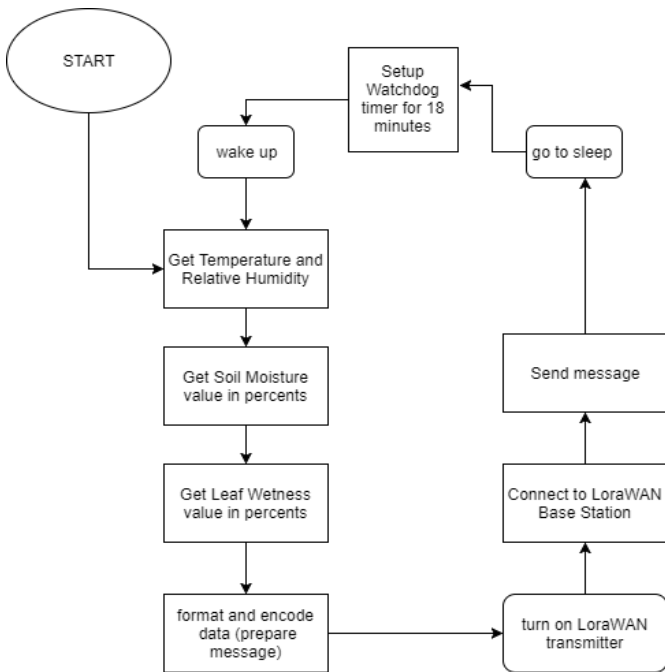 START
Setup
Watchdog
timer for 18
minutes
wake up
go to sleep
Get Temperature and
Relative Humidity
Get Soil Moisture
value in percents
Send message
Get Leaf Wetness
value in percents
Connect to LoraWAN
Base Station
format and encode
data (prepare
message)
turn on LoraWAN
transmitter